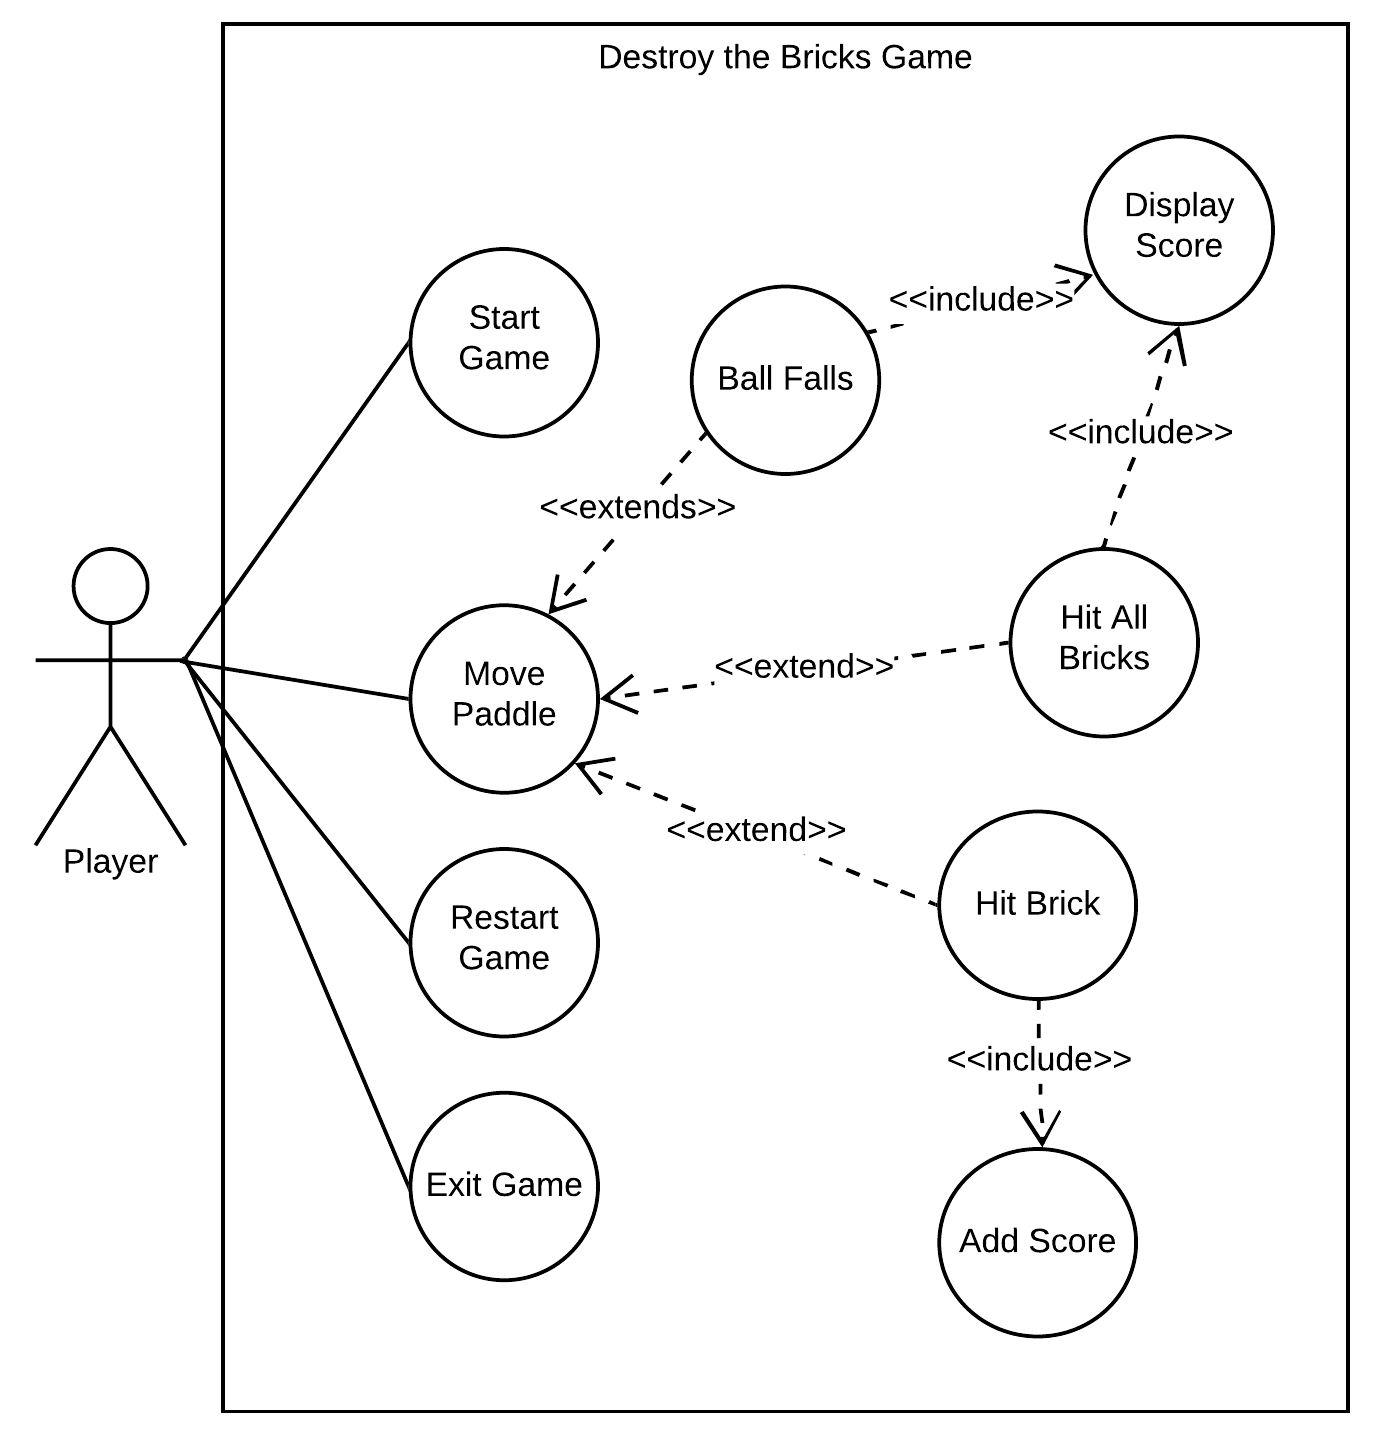 Destroy the Bricks Game
Display
Score
<<include>>
Start
Game
Ball Falls
<<include>>
<<extends>>
Hit All
Bricks
Move
Paddle
<<extend>>
<<extend>>
Player
Restart
Game
Hit Brick
<<include>>
Exit Game
Add Score